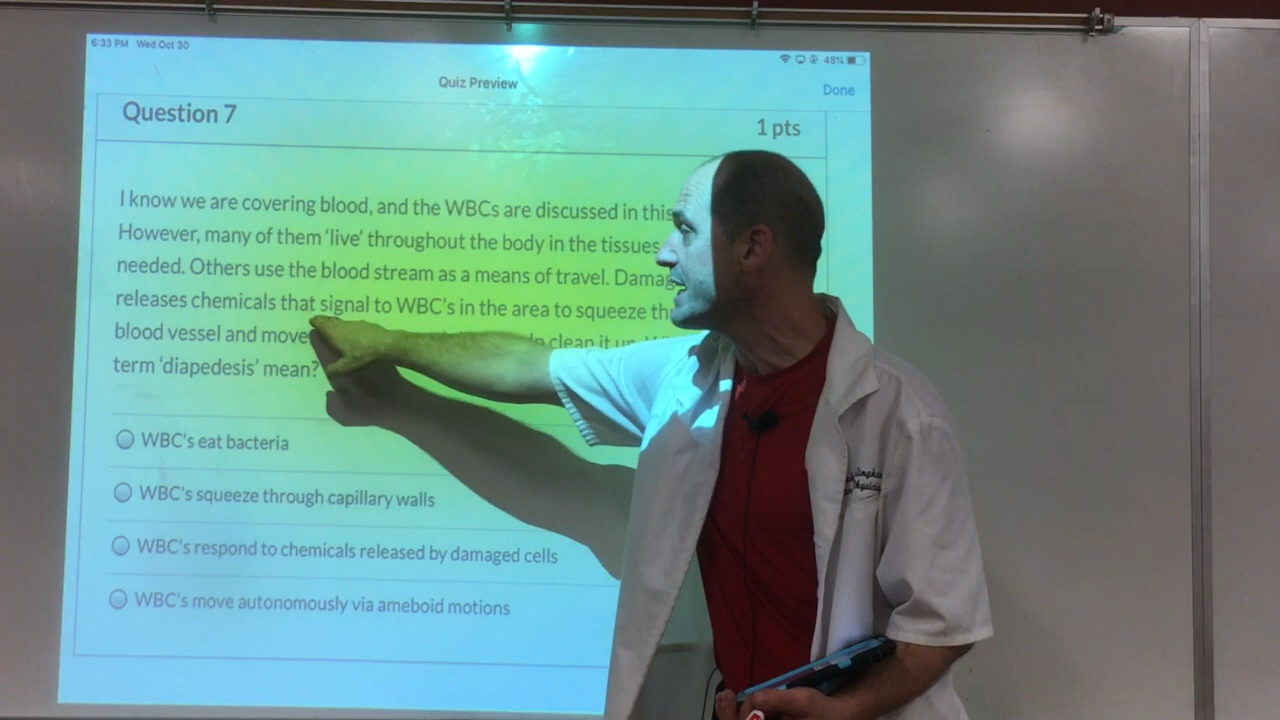 6:33 PM Wed Oct 30
48%
Quiz Preview
Done
Question 7
1 pts
I know we are covering blood, and the WBCs are discussed in this
However, many of them 'live' throughout the body in the tissues
needed. Others use the blood stream as a means of travel.
releases chemicals that signal to WBC's in the area to squeeze
blood vessel and move clean it up.
term 'diapedesis' mean?
WBC's eat bacteria
WBC's squeeze through capillary walls
WBC's respond to chemicals released by damaged cells
WBC's move autonomously via ameboid motions